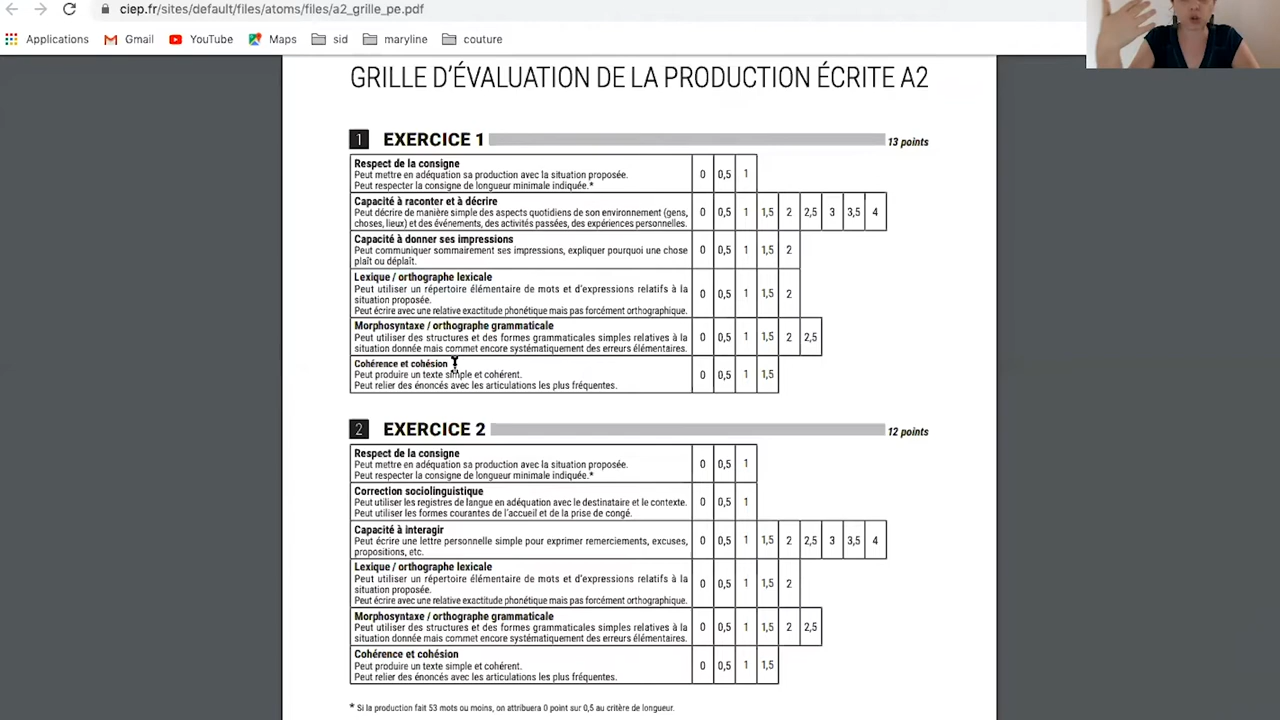 ciep.fr/sites/default/files/atoms/files/a2_grille_pe.pdf
Applications Gmail YouTube Maps sid maryline couture
GRILLE D'ÉVALUATION DE LA PRODUCTION ÉCRITE A2
1 EXERCICE 1 13 points
Respect de la consigne
Peut mettre en adéquation sa production avec la situation proposée.
Peut respecter la consigne de longueur minimale indiquée.*
0 0,5 1
Capacité à raconter et à décrire
Peut décrire de manière simple des aspects quotidiens de son environnement (gens,
choses, lieux) et des événements, des activités passées, des expériences personnelles.
0 0,5 1 1,5 2 2,5 3 3,5 4
Capacité à donner ses impressions
Peut communiquer sommairement ses impressions, expliquer pourquoi une chose
plaît ou déplaît.
0 0,5 1 1,5 2
Lexique / orthographe lexicale
Peut utiliser un répertoire élémentaire de mots et d'expressions relatifs à la
situation proposée.
Peut écrire avec une relative exactitude phonétique mais pas forcément orthographique.
0 0,5 1 1,5 2
Morphosyntaxe / orthographe grammaticale
Peut utiliser des structures et des formes grammaticales simples relatives à la
situation donnée mais commet encore systématiquement des erreurs élémentaires.
0 0,5 1 1,5 2 2,5
Cohérence et cohésion
Peut produire un texte simple et cohérent.
Peut relier des énoncés avec les articulations les plus fréquentes.
0 0,5 1 1,5
2 EXERCICE 2 12 points
Respect de la consigne
Peut mettre en adéquation sa production avec la situation proposée.
Peut respecter la consigne de longueur minimale indiquée.*
0 0,5 1
Correction sociolinguistique
Peut utiliser les registres de langue en adéquation avec le destinataire et le contexte.
Peut utiliser les formes courantes de l'accueil et de la prise de congé.
0 0,5 1
Capacité à interagir
Peut écrire une lettre personnelle simple pour exprimer remerciements, excuses,
propositions, etc.
0 0,5 1 1,5 2 2,5 3 3,5 4
Lexique / orthographe lexicale
Peut utiliser un répertoire élémentaire de mots et d'expressions relatifs à la
situation proposée.
Peut écrire avec une relative exactitude phonétique mais pas forcément orthographique.
0 0,5 1 1,5 2
Morphosyntaxe / orthographe grammaticale
Peut utiliser des structures et des formes grammaticales simples relatives à la
situation donnée mais commet encore systématiquement des erreurs élémentaires.
0 0,5 1 1,5 2 2,5
Cohérence et cohésion
Peut produire un texte simple et cohérent.
Peut relier des énoncés avec les articulations les plus fréquentes.
0 0,5 1 1,5
* Si la production fait 53 mots ou moins, on attribuera 0 point sur 0,5 au critère de longueur.